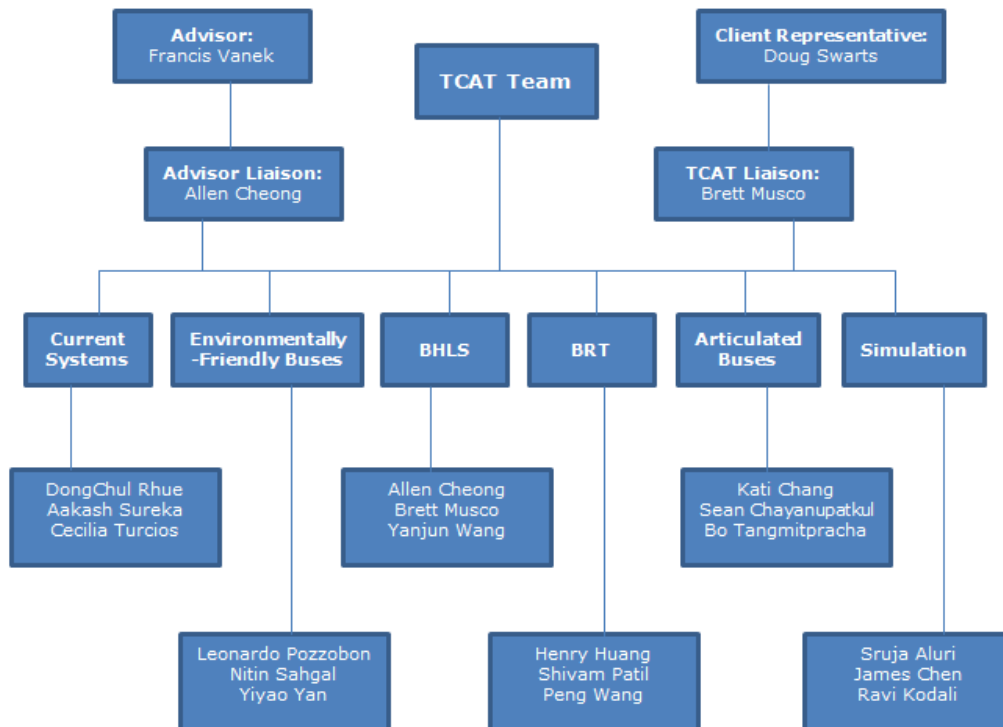 Advisor:
Francis Vanek
TCAT Team
Client Representative:
Doug Swarts
Advisor Liaison:
Allen Cheong
TCAT Liaison:
Brett Musco
Current
Systems
Environmentally
-Friendly Buses
BHLS
BRT
Articulated
Buses
Simulation
DongChul Rhue
Aakash Sureka
Cecilia Turcios
Allen Cheong
Brett Musco
Yanjun Wang
Kati Chang
Sean Chayanupatkul
Bo Tangmitpracha
Leonardo Pozzobon
Nitin Sahgal
Yiyao Yan
Henry Huang
Shivam Patil
Peng Wang
Sruja Aluri
James Chen
Ravi Kodali